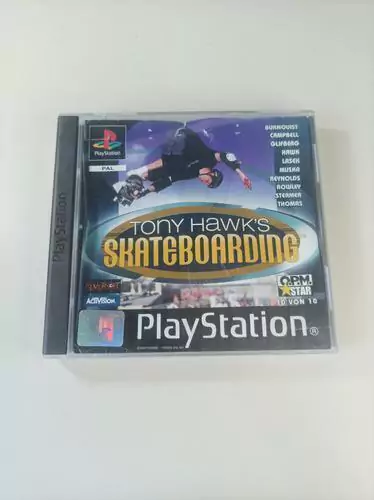 PlayStation
PlayStation
PAL
BURNQUIST
CAMPBELL
GLIFBERG
HAWK
LASEK
MUSKA
REYNOLDS
ROWLEY
STEAMER
THOMAS
TONY HAWK'S
SKATEBOARDING
NEVERSOFT
ACTIVISION
O.P.M.
STAR
10 VON 10
PlayStation®